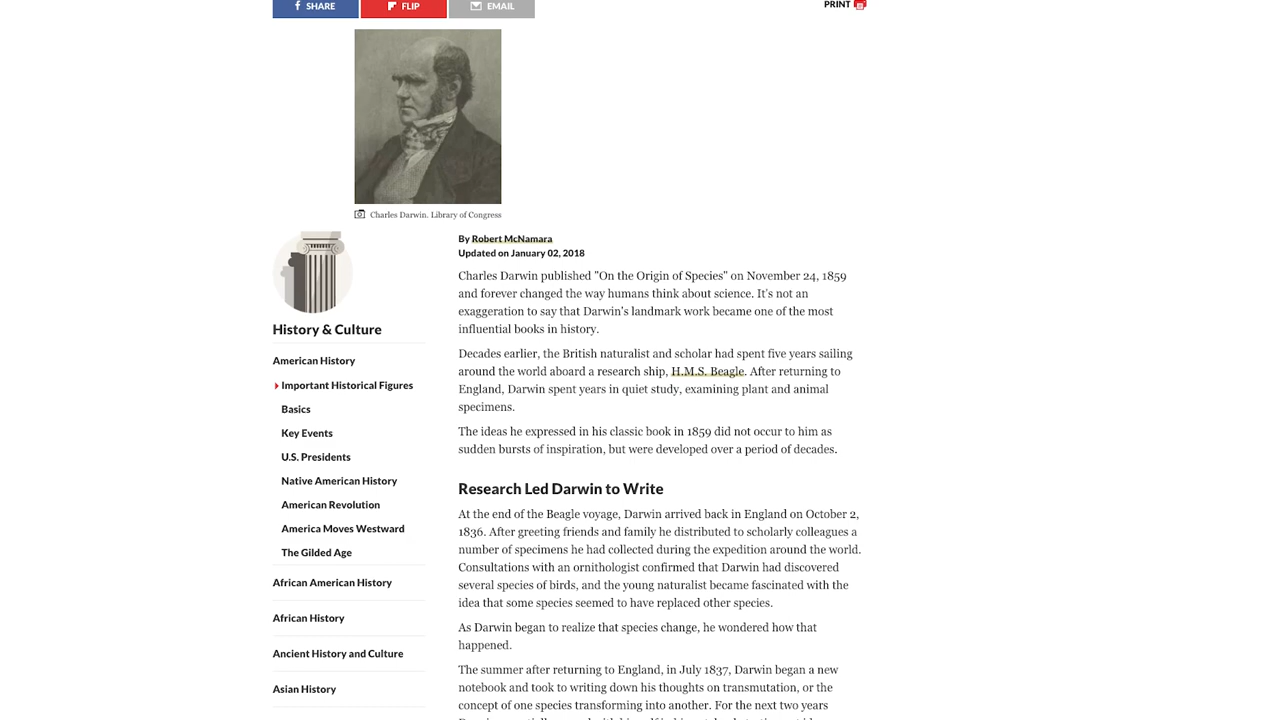 SHARE
FLIP
EMAIL
PRINT
Charles Darwin. Library of Congress
History & Culture
American History
Important Historical Figures
Basics
Key Events
U.S. Presidents
Native American History
American Revolution
America Moves Westward
The Gilded Age
African American History
African History
Ancient History and Culture
Asian History
By Robert McNamara
Updated on January 02, 2018
Charles Darwin published "On the Origin of Species" on November 24, 1859
and forever changed the way humans think about science. It's not an
exaggeration to say that Darwin's landmark work became one of the most
influential books in history.
Decades earlier, the British naturalist and scholar had spent five years sailing
around the world aboard a research ship, H.M.S. Beagle. After returning to
England, Darwin spent years in quiet study, examining plant and animal
specimens.
The ideas he expressed in his classic book in 1859 did not occur to him as
sudden bursts of inspiration, but were developed over a period of decades.
Research Led Darwin to Write
At the end of the Beagle voyage, Darwin arrived back in England on October 2,
1836. After greeting friends and family he distributed to scholarly colleagues a
number of specimens he had collected during the expedition around the world.
Consultations with an ornithologist confirmed that Darwin had discovered
several species of birds, and the young naturalist became fascinated with the
idea that some species seemed to have replaced other species.
As Darwin began to realize that species change, he wondered how that
happened.
The summer after returning to England, in July 1837, Darwin began a new
notebook and took to writing down his thoughts on transmutation, or the
concept of one species transforming into another. For the next two years